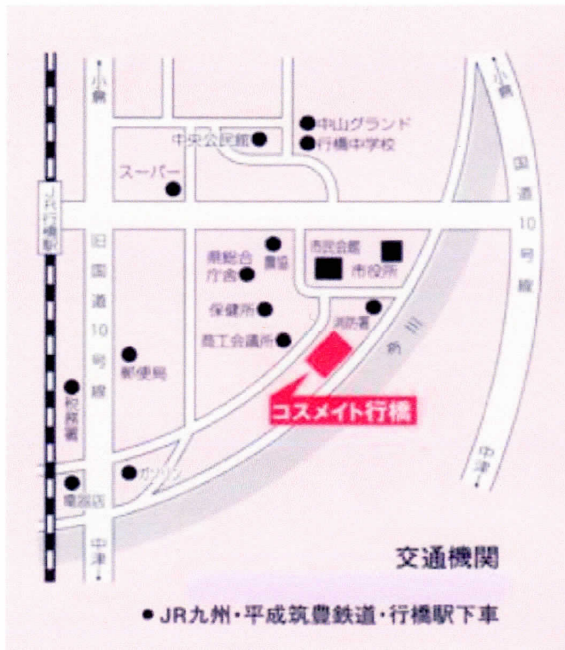 小倉
小倉
中山グランド
中央公民館
行橋中学校
スーパー
国道10号線
JR行橋駅
旧国道10号線
県総合
庁舎
農協
市民会館
市役所
保健所
消防署
商工会議所
郵便局
税務署
コスメイト行橋
ガソリン
電器店
中津
中津
交通機関
●JR九州・平成筑豊鉄道・行橋駅下車